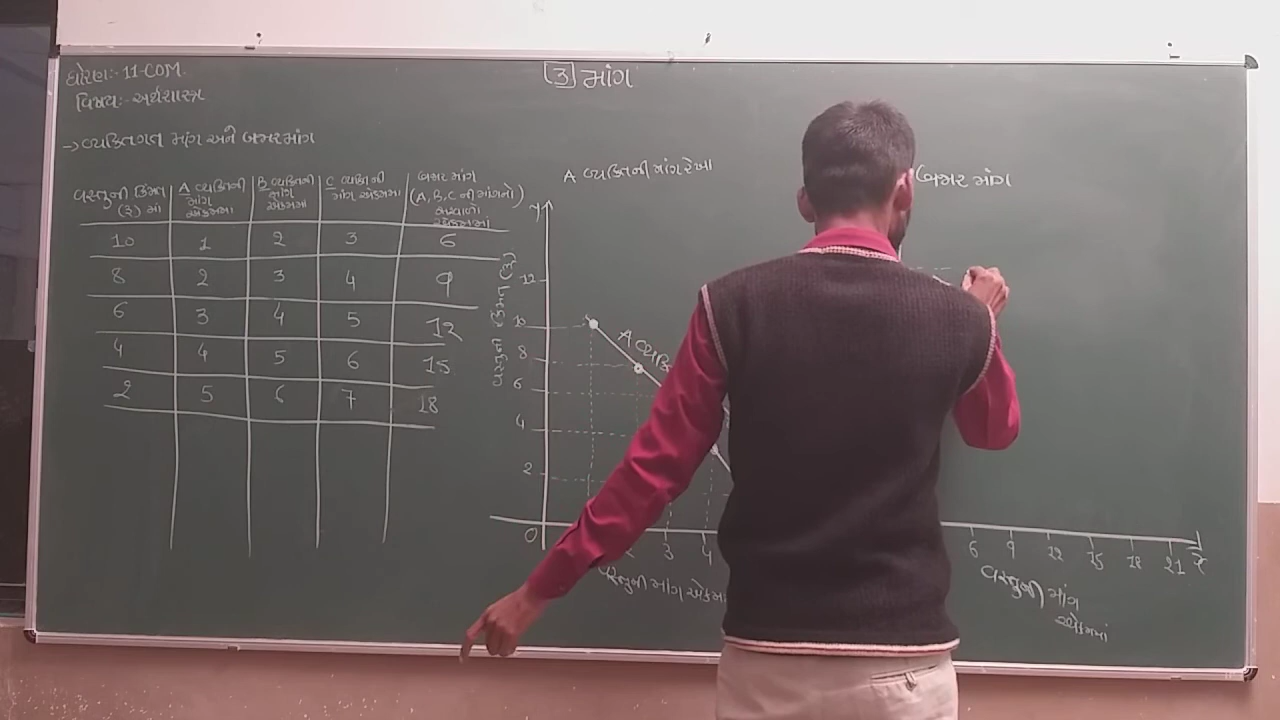 ધોરણઃ- 11-COM.
વિષયઃ- અર્થશાસ્ત્ર
[3] માંગ
→ વ્યક્તિગત માંગ અને બજારમાંગ
વસ્તુની કિંમત (રૂ) માં
A વ્યક્તિની માંગ એકમમાં
B વ્યક્તિની માંગ એકમમાં
C વ્યક્તિની માંગ એકમમાં
બજાર માંગ (A, B, C ની માંગનો સરવાળો એકમમાં)
10 1 2 3 6
8 2 3 4 9
6 3 4 5 12
4 4 5 6 15
2 5 6 7 18
A વ્યક્તિની માંગ રેખા
y
વસ્તુની કિંમત (રૂ)
12
10
8
6
4
2
0
A વ્ય
3 4
વસ્તુની માંગ
બજાર માંગ
6 9 12 15 18 21
વસ્તુની માંગ
એકમમાં